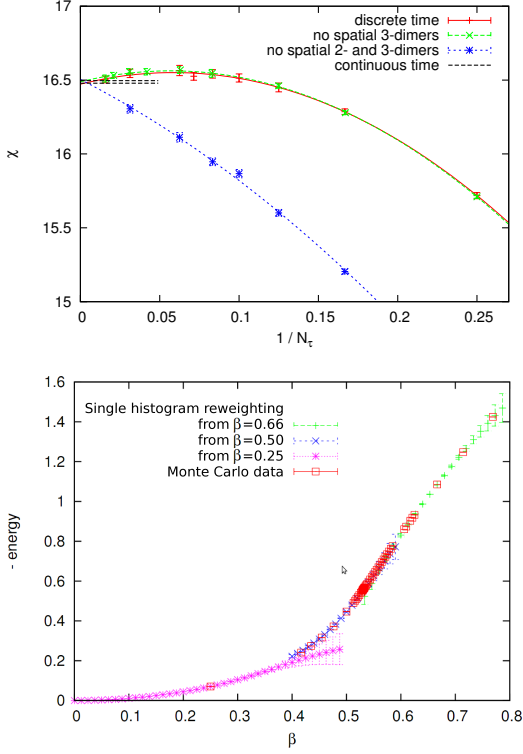 17
16.5
16
15.5
15
χ
discrete time
no spatial 3-dimers
no spatial 2- and 3-dimers
continuous time
0 0.05 0.1 0.15 0.2 0.25
1 / Nτ
1.6
1.4
1.2
1
0.8
0.6
0.4
0.2
0
- energy
Single histogram reweighting
from β=0.66
from β=0.50
from β=0.25
Monte Carlo data
0 0.1 0.2 0.3 0.4 0.5 0.6 0.7 0.8
β